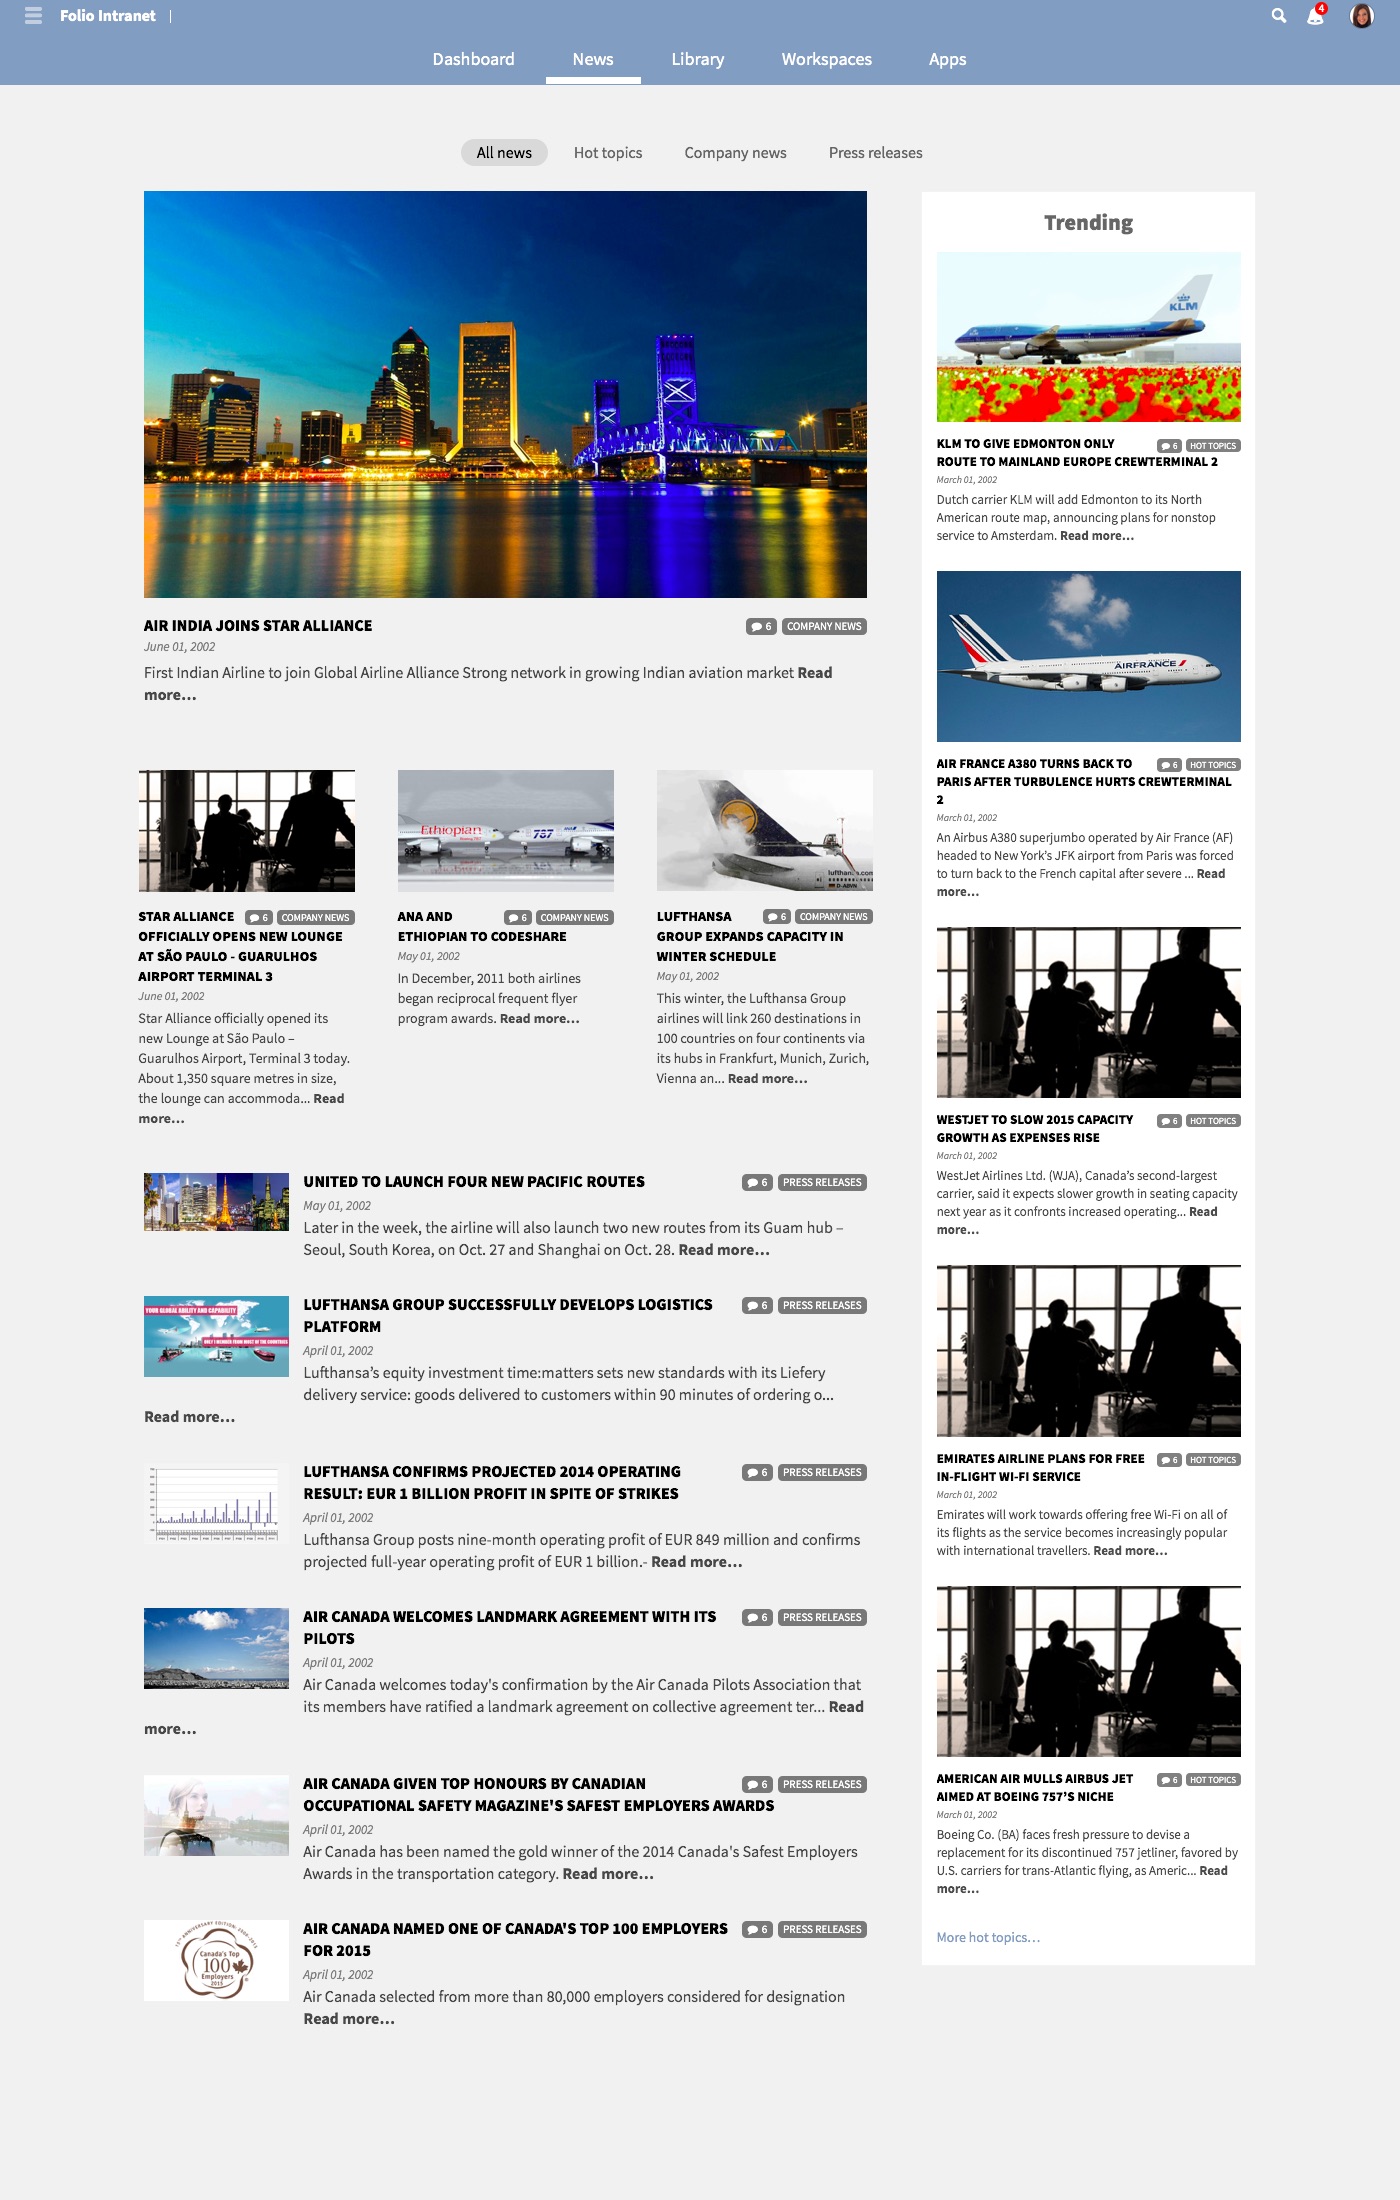 Folio Intranet |
4
Dashboard News Library Workspaces Apps
All news Hot topics Company news Press releases
AIR INDIA JOINS STAR ALLIANCE
6 COMPANY NEWS
June 01, 2002
First Indian Airline to join Global Airline Alliance Strong network in growing Indian aviation market Read
more...
Ethiopian
787
lufthansa.com
D-ABVN
STAR ALLIANCE 6 COMPANY NEWS
OFFICIALLY OPENS NEW LOUNGE
AT SÃO PAULO - GUARULHOS
AIRPORT TERMINAL 3
June 01, 2002
Star Alliance officially opened its
new Lounge at São Paulo –
Guarulhos Airport, Terminal 3 today.
About 1,350 square metres in size,
the lounge can accommoda... Read
more...
ANA AND 6 COMPANY NEWS
ETHIOPIAN TO CODESHARE
May 01, 2002
In December, 2011 both airlines
began reciprocal frequent flyer
program awards. Read more...
LUFTHANSA 6 COMPANY NEWS
GROUP EXPANDS CAPACITY IN
WINTER SCHEDULE
May 01, 2002
This winter, the Lufthansa Group
airlines will link 260 destinations in
100 countries on four continents via
its hubs in Frankfurt, Munich, Zurich,
Vienna an... Read more...
UNITED TO LAUNCH FOUR NEW PACIFIC ROUTES
6 PRESS RELEASES
May 01, 2002
Later in the week, the airline will also launch two new routes from its Guam hub –
Seoul, South Korea, on Oct. 27 and Shanghai on Oct. 28. Read more...
YOUR GLOBAL ABILITY AND CAPABILITY
LUFTHANSA GROUP SUCCESSFULLY DEVELOPS LOGISTICS
PLATFORM
6 PRESS RELEASES
April 01, 2002
Lufthansa’s equity investment time:matters sets new standards with its Liefery
delivery service: goods delivered to customers within 90 minutes of ordering o...
Read more...
LUFTHANSA CONFIRMS PROJECTED 2014 OPERATING
RESULT: EUR 1 BILLION PROFIT IN SPITE OF STRIKES
6 PRESS RELEASES
April 01, 2002
Lufthansa Group posts nine-month operating profit of EUR 849 million and confirms
projected full-year operating profit of EUR 1 billion.- Read more...
AIR CANADA WELCOMES LANDMARK AGREEMENT WITH ITS
PILOTS
6 PRESS RELEASES
April 01, 2002
Air Canada welcomes today's confirmation by the Air Canada Pilots Association that
its members have ratified a landmark agreement on collective agreement ter... Read
more...
AIR CANADA GIVEN TOP HONOURS BY CANADIAN
OCCUPATIONAL SAFETY MAGAZINE'S SAFEST EMPLOYERS AWARDS
6 PRESS RELEASES
April 01, 2002
Air Canada has been named the gold winner of the 2014 Canada's Safest Employers
Awards in the transportation category. Read more...
Canada's Top
100
Employers
2015
AIR CANADA NAMED ONE OF CANADA'S TOP 100 EMPLOYERS
FOR 2015
6 PRESS RELEASES
April 01, 2002
Air Canada selected from more than 80,000 employers considered for designation
Read more...
Trending
KLM
KLM TO GIVE EDMONTON ONLY 6 HOT TOPICS
ROUTE TO MAINLAND EUROPE CREWTERMINAL 2
March 01, 2002
Dutch carrier KLM will add Edmonton to its North
American route map, announcing plans for nonstop
service to Amsterdam. Read more...
AIRFRANCE
AIR FRANCE A380 TURNS BACK TO 6 HOT TOPICS
PARIS AFTER TURBULENCE HURTS CREWTERMINAL
2
March 01, 2002
An Airbus A380 superjumbo operated by Air France (AF)
headed to New York’s JFK airport from Paris was forced
to turn back to the French capital after severe ... Read
more...
WESTJET TO SLOW 2015 CAPACITY 6 HOT TOPICS
GROWTH AS EXPENSES RISE
March 01, 2002
WestJet Airlines Ltd. (WJA), Canada’s second-largest
carrier, said it expects slower growth in seating capacity
next year as it confronts increased operating... Read
more...
EMIRATES AIRLINE PLANS FOR FREE 6 HOT TOPICS
IN-FLIGHT WI-FI SERVICE
March 01, 2002
Emirates will work towards offering free Wi-Fi on all of
its flights as the service becomes increasingly popular
with international travellers. Read more...
AMERICAN AIR MULLS AIRBUS JET 6 HOT TOPICS
AIMED AT BOEING 757’S NICHE
March 01, 2002
Boeing Co. (BA) faces fresh pressure to devise a
replacement for its discontinued 757 jetliner, favored by
U.S. carriers for trans-Atlantic flying, as Americ... Read
more...
More hot topics...